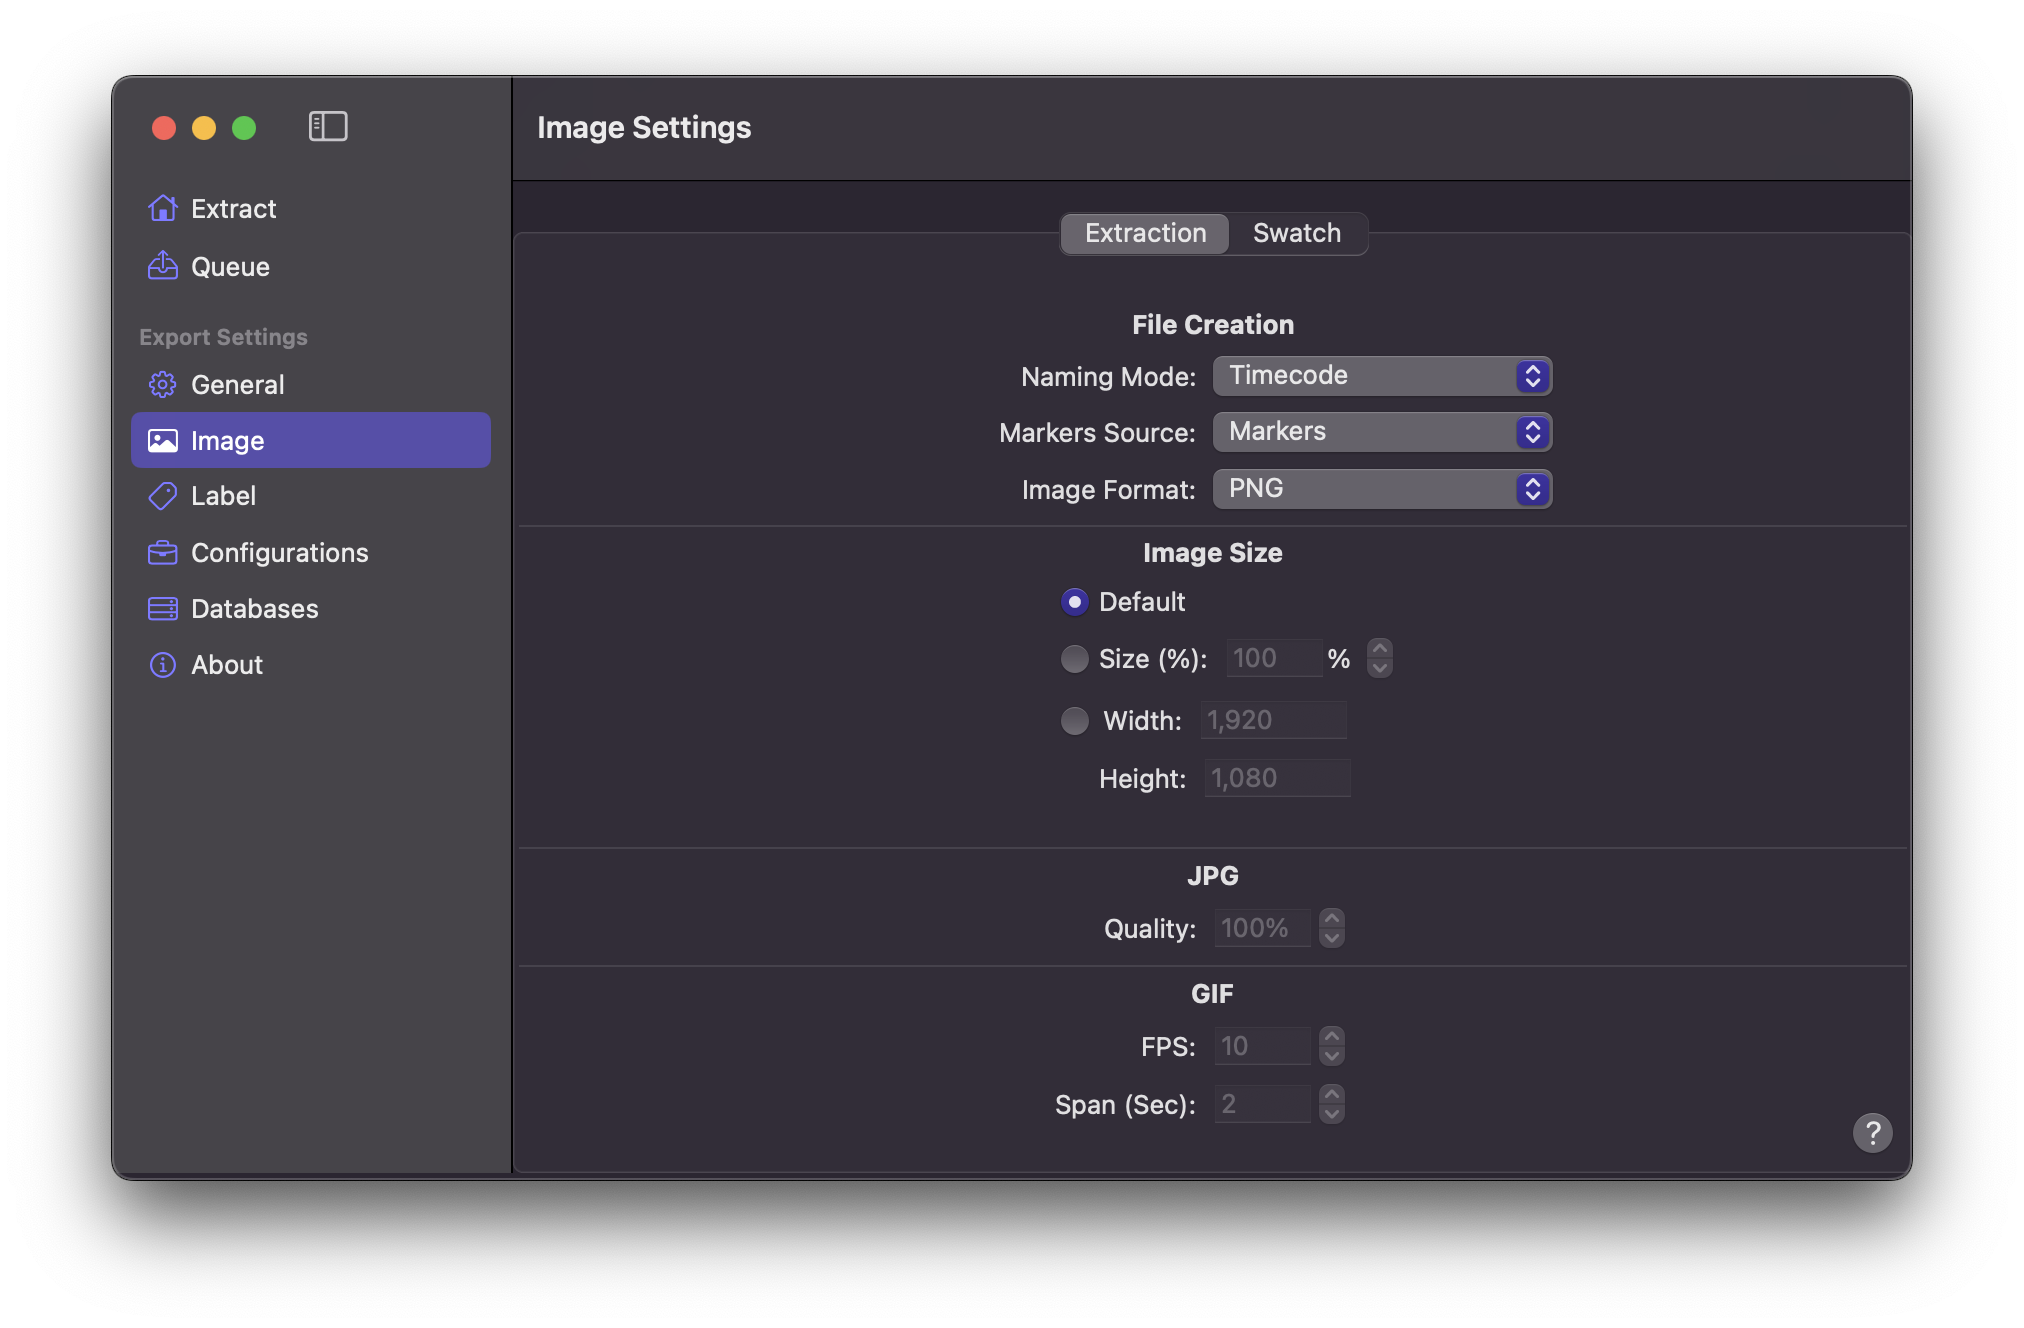 Image Settings
Extract
Queue
Export Settings
General
Image
Label
Configurations
Databases
About
Extraction
Swatch
File Creation
Naming Mode: Timecode
Markers Source: Markers
Image Format: PNG
Image Size
Default
Size (%): 100 %
Width: 1,920
Height: 1,080
JPG
Quality: 100%
GIF
FPS: 10
Span (Sec): 2
?